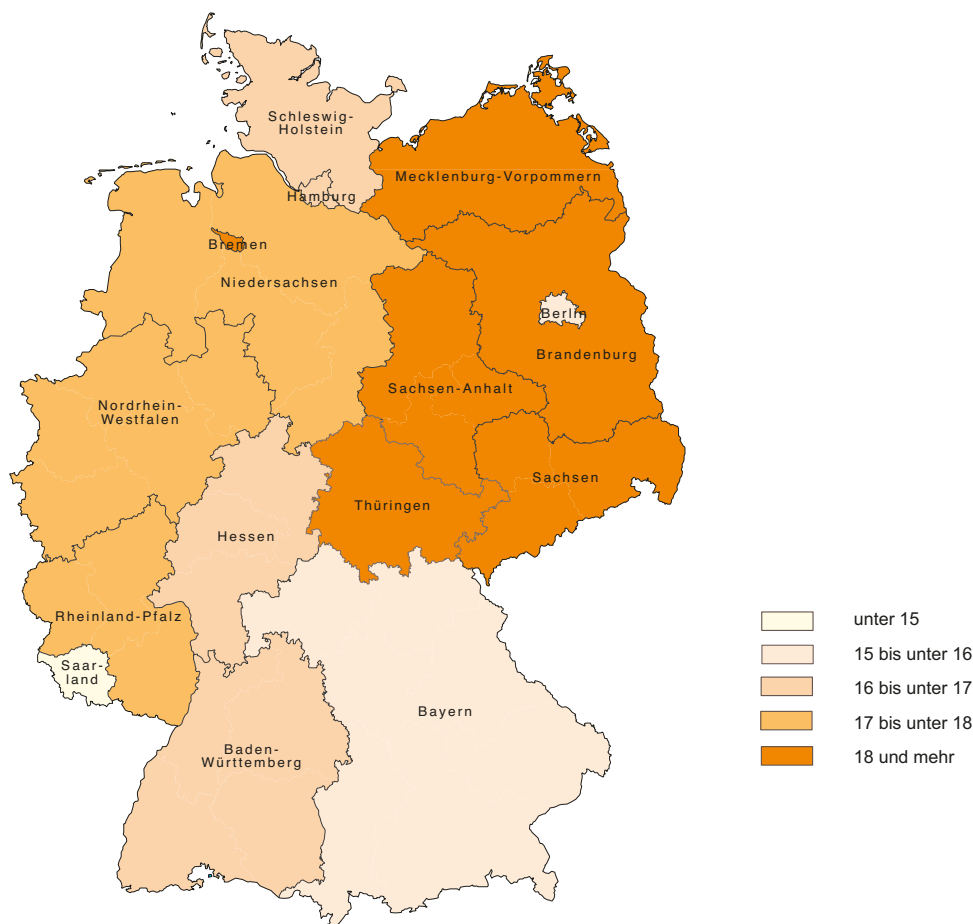 Schleswig-
Holstein
Mecklenburg-Vorpommern
Hamburg
Bremen
Niedersachsen
Berlin
Brandenburg
Sachsen-Anhalt
Nordrhein-
Westfalen
Sachsen
Thüringen
Hessen
Rheinland-Pfalz
Saar-
land
Bayern
Baden-
Württemberg
unter 15
15 bis unter 16
16 bis unter 17
17 bis unter 18
18 und mehr